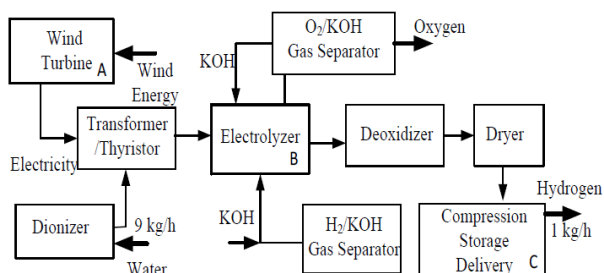 Wind
Turbine A
Wind
Energy
Electricity
Transformer
/Thyristor
Dionizer
9 kg/h
Water
KOH
O₂/KOH
Gas Separator
Oxygen
Electrolyzer
B
KOH
H₂/KOH
Gas Separator
Deoxidizer
Dryer
Hydrogen
1 kg/h
Compression
Storage
Delivery C